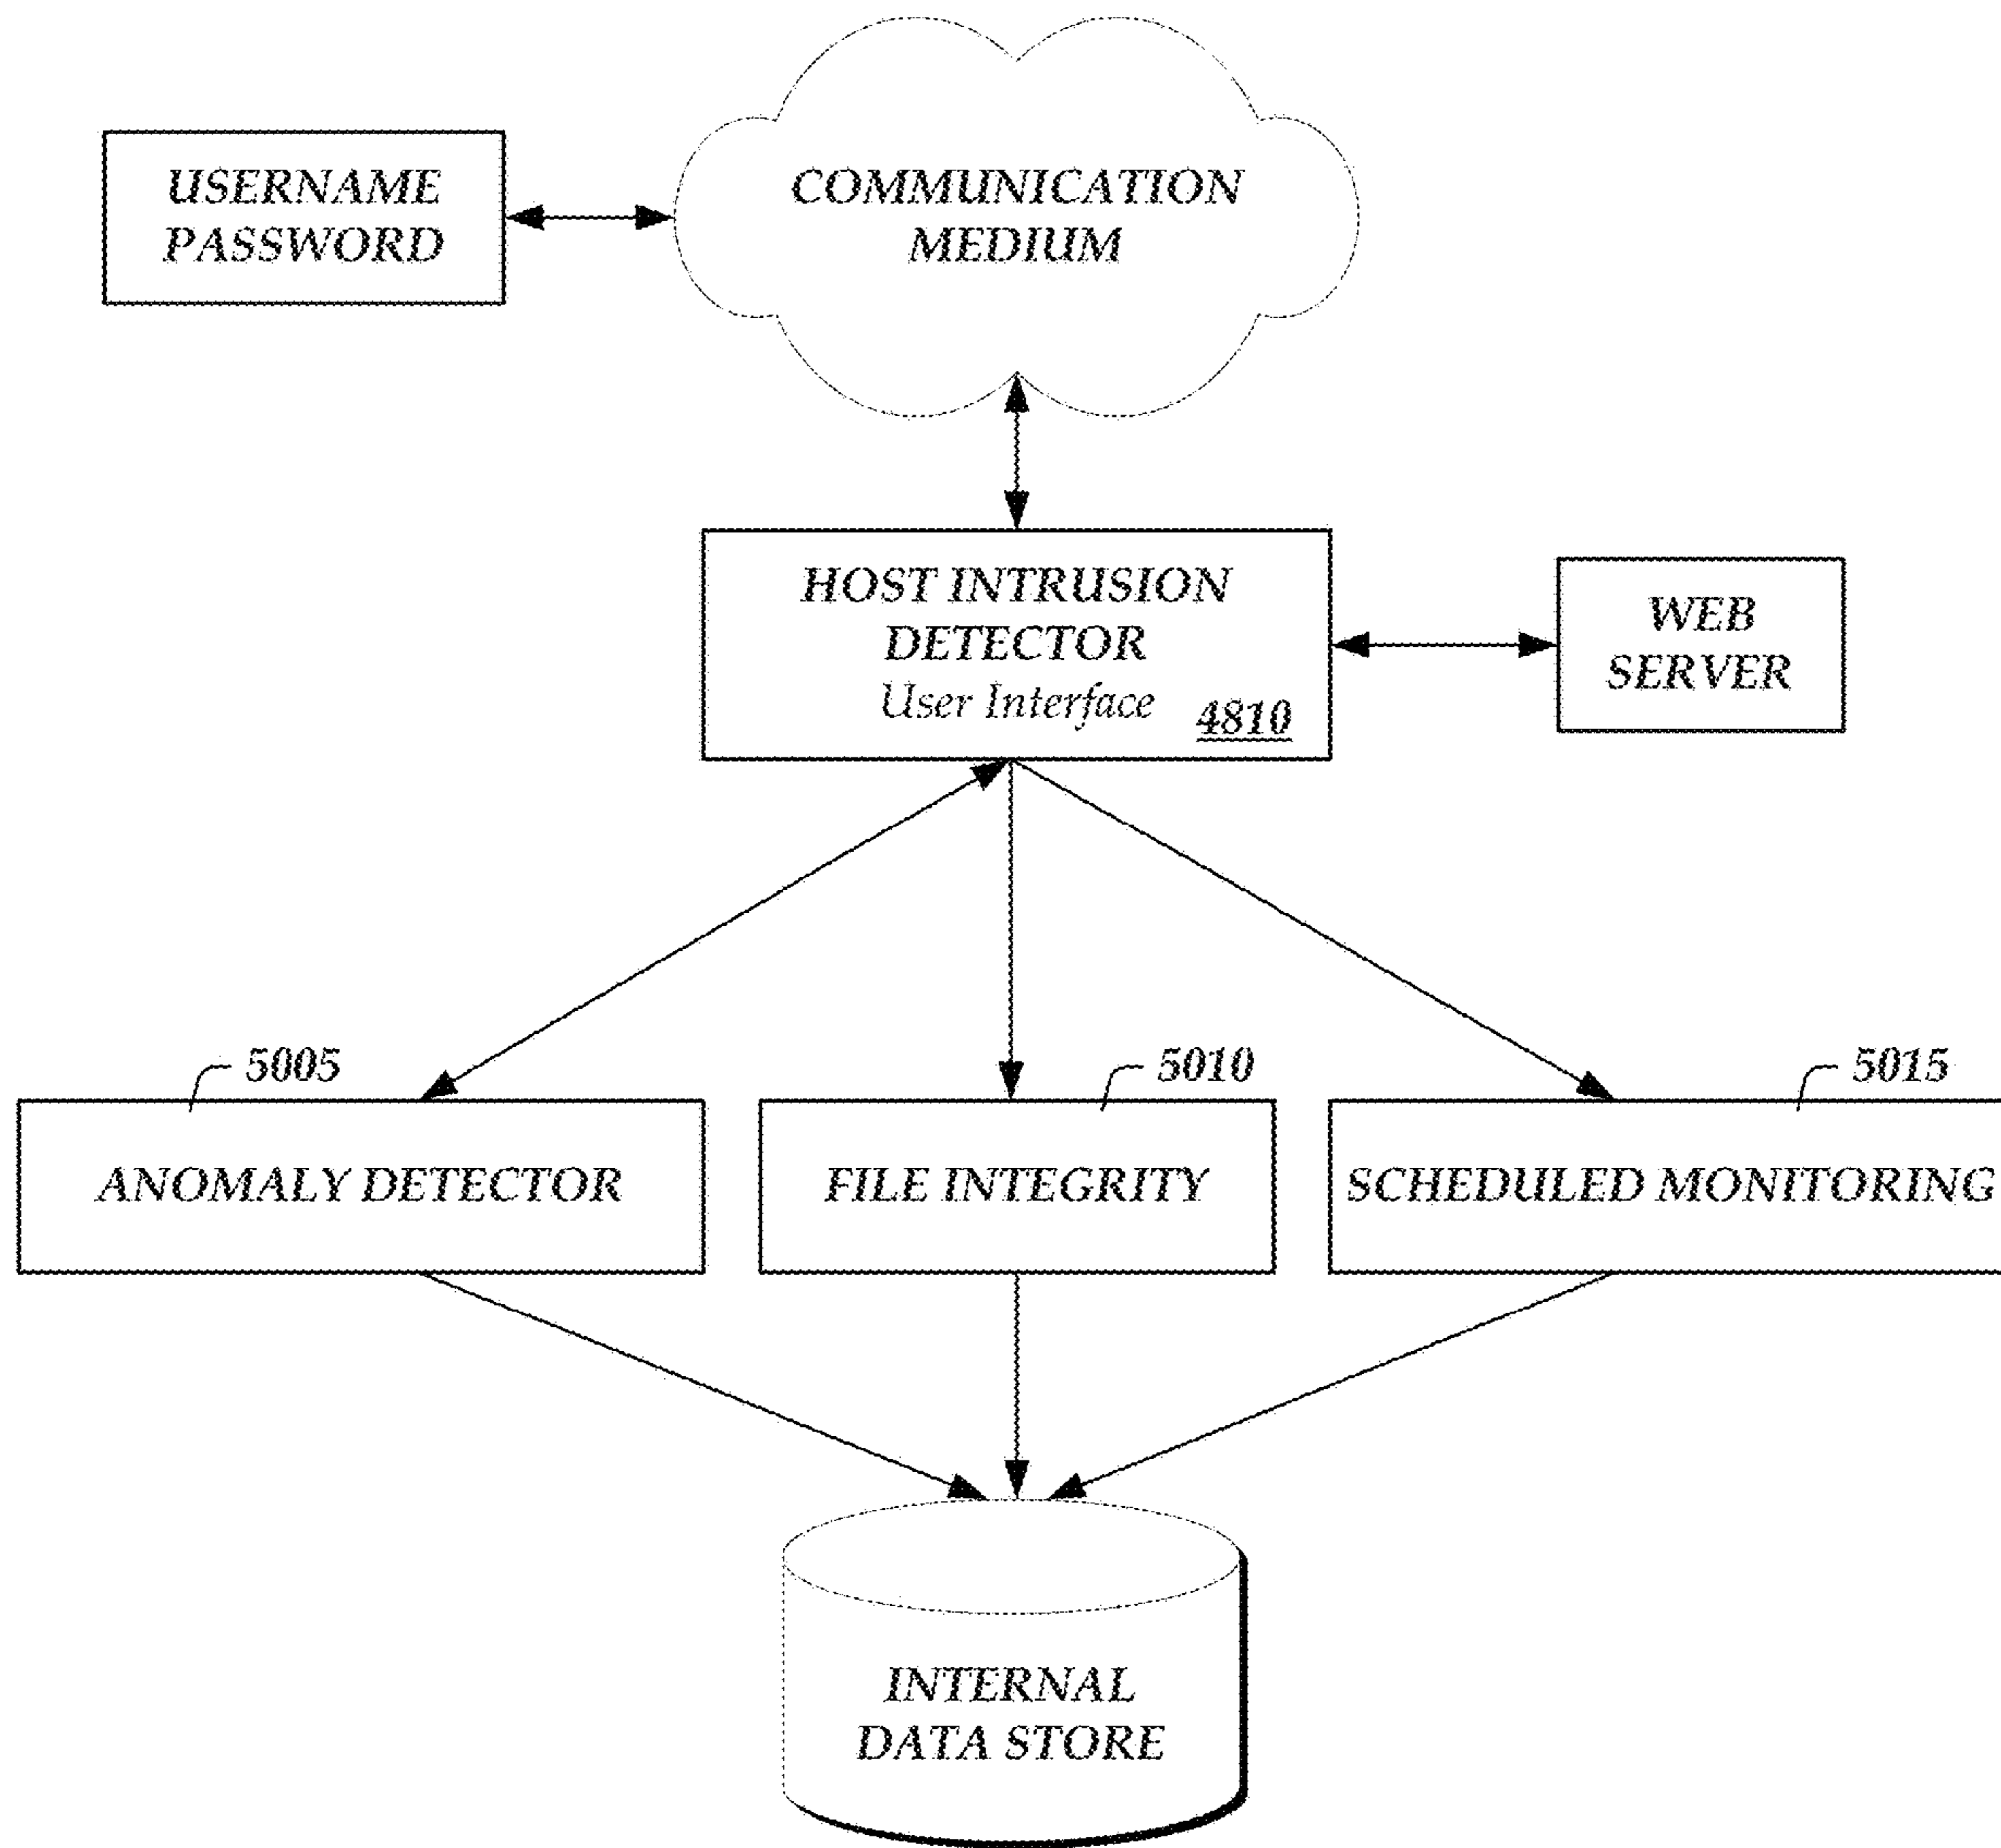 USERNAME
PASSWORD
COMMUNICATION
MEDIUM
HOST INTRUSION
DETECTOR
User Interface
4810
WEB
SERVER
5005
5010
5015
ANOMALY DETECTOR
FILE INTEGRITY
SCHEDULED MONITORING
INTERNAL
DATA STORE